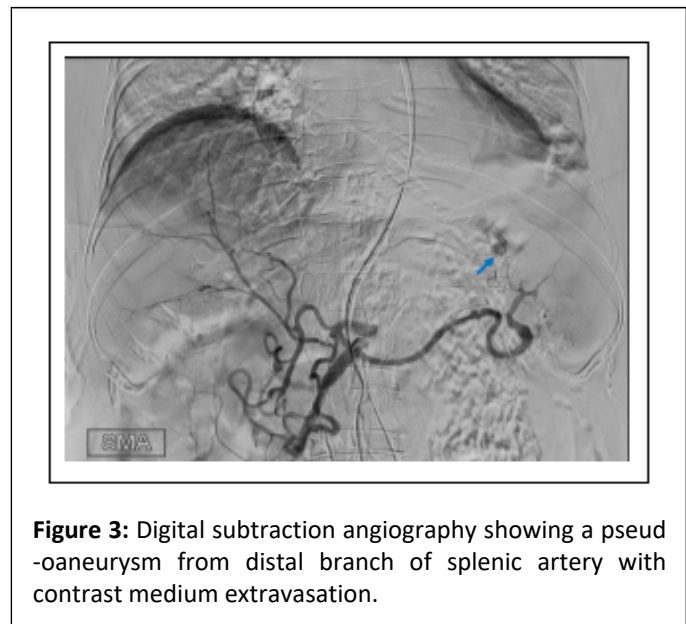 SMA
Figure 3: Digital subtraction angiography showing a pseud
-oaneurysm from distal branch of splenic artery with
contrast medium extravasation.